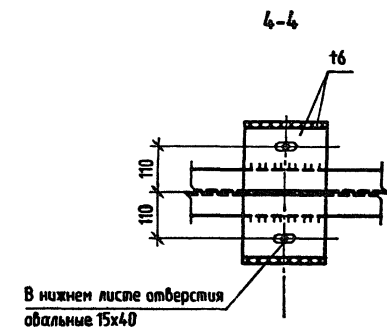 4-4
t6
110
110
В нижнем листе отверстия
овальные 15х40